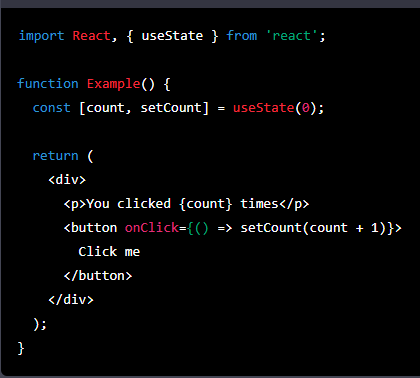 import React, { useState } from 'react';

function Example() {
  const [count, setCount] = useState(0);

  return (
    <div>
      <p>You clicked {count} times</p>
      <button onClick={() => setCount(count + 1)}>
        Click me
      </button>
    </div>
  );
}